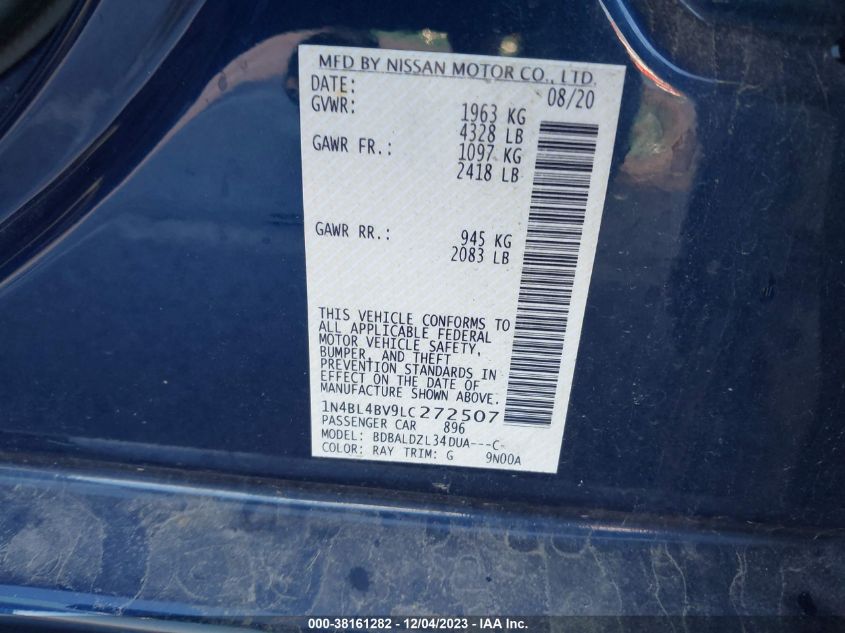 MFD BY NISSAN MOTOR CO., LTD.
DATE: 08/20
GVWR: 1963 KG
4328 LB
GAWR FR.: 1097 KG
2418 LB
GAWR RR.: 945 KG
2083 LB
THIS VEHICLE CONFORMS TO
ALL APPLICABLE FEDERAL
MOTOR VEHICLE SAFETY,
BUMPER, AND THEFT
PREVENTION STANDARDS IN
EFFECT ON THE DATE OF
MANUFACTURE SHOWN ABOVE.
1N4BL4BV9LC272507
PASSENGER CAR 896
MODEL: BDBALDZL34DUA---C-
COLOR: RAY TRIM: G 9N00A
000-38161282 - 12/04/2023 - IAA Inc.